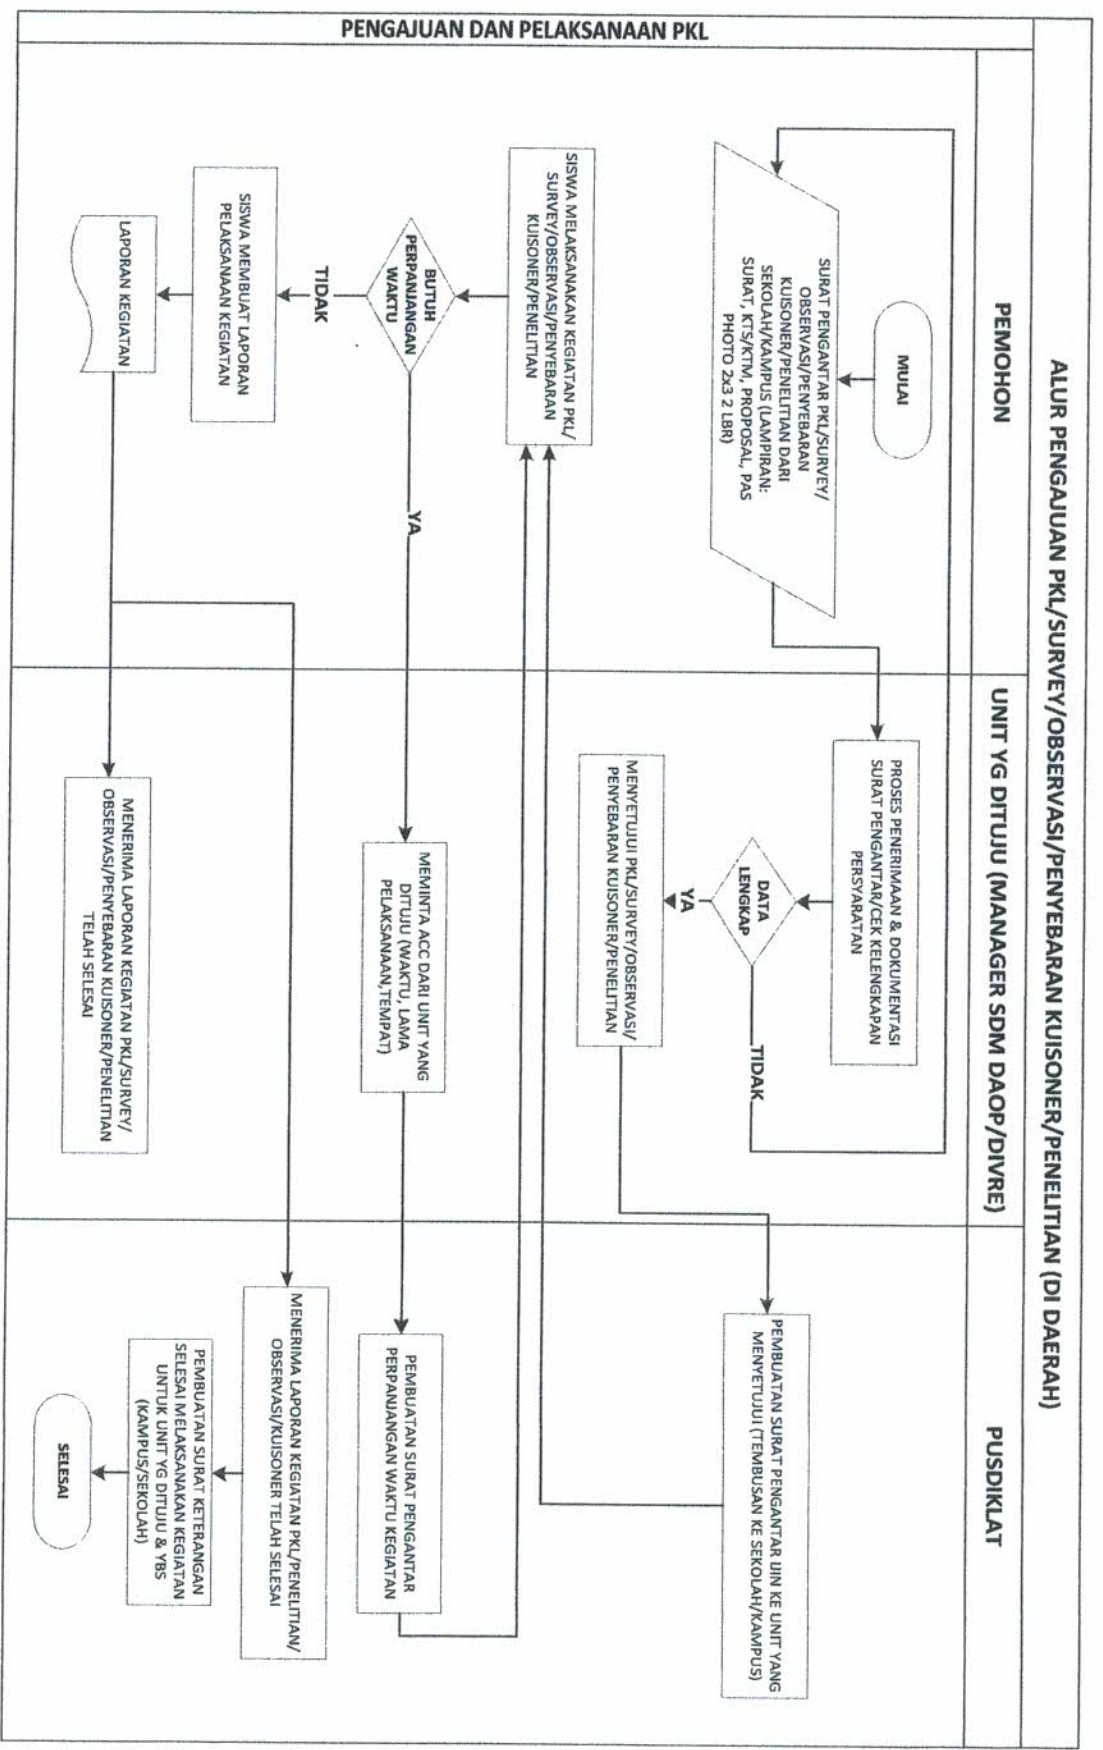 ALUR PENGAJUAN PKL/SURVEY/OBSERVASI/PENYEBARAN KUISONER/PENELITIAN (DI DAERAH)
PENGAJUAN DAN PELAKSANAAN PKL
PEMOHON
UNIT YG DITUJU (MANAGER SDM DAOP/DIVRE)
PUSDIKLAT
MULAI
SURAT PENGANTAR PKL/SURVEY/
OBSERVASI/PENYEBARAN
KUISONER/PENELITIAN DARI
SEKOLAH/KAMPUS (LAMPIRAN:
SURAT, KTS/KTM, PROPOSAL, PAS
PHOTO 2x3 2 LBR)
PROSES PENERIMAAN & DOKUMENTASI
SURAT PENGANTAR/CEK KELENGKAPAN
PERSYARATAN
DATA
LENGKAP
TIDAK
YA
MENYETUJUI PKL/SURVEY/OBSERVASI/
PENYEBARAN KUISONER/PENELITIAN
PEMBUATAN SURAT PENGANTAR IJIN KE UNIT YANG
MENYETUJUI (TEMBUSAN KE SEKOLAH/KAMPUS)
SISWA MELAKSANAKAN KEGIATAN PKL/
SURVEY/OBSERVASI/PENYEBARAN
KUISONER/PENELITIAN
BUTUH
PERPANJANGAN
WAKTU
YA
TIDAK
MEMINTA ACC DARI UNIT YANG
DITUJU (WAKTU, LAMA
PELAKSANAAN,TEMPAT)
PEMBUATAN SURAT PENGANTAR
PERPANJANGAN WAKTU KEGIATAN
SISWA MEMBUAT LAPORAN
PELAKSANAAN KEGIATAN
LAPORAN KEGIATAN
MENERIMA LAPORAN KEGIATAN PKL/SURVEY/
OBSERVASI/PENYEBARAN KUISONER/PENELITIAN
TELAH SELESAI
MENERIMA LAPORAN KEGIATAN PKL/PENELITIAN/
OBSERVASI/KUISONER TELAH SELESAI
PEMBUATAN SURAT KETERANGAN
SELESAI MELAKSANAKAN KEGIATAN
UNTUK UNIT YG DITUJU & YBS
(KAMPUS/SEKOLAH)
SELESAI